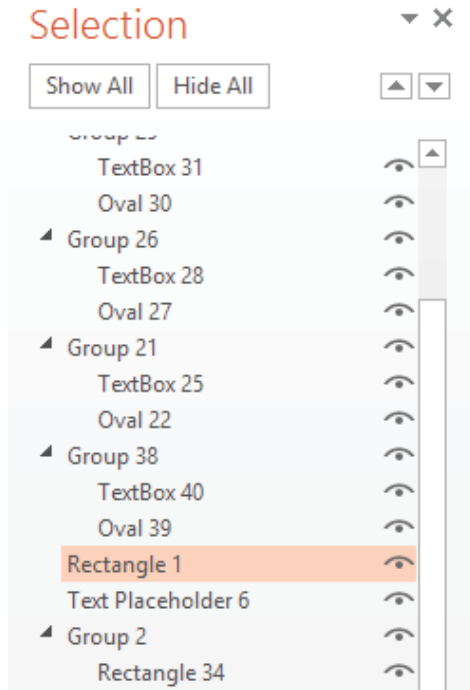 Selection
Show All Hide All
TextBox 31
Oval 30
Group 26
TextBox 28
Oval 27
Group 21
TextBox 25
Oval 22
Group 38
TextBox 40
Oval 39
Rectangle 1
Text Placeholder 6
Group 2
Rectangle 34